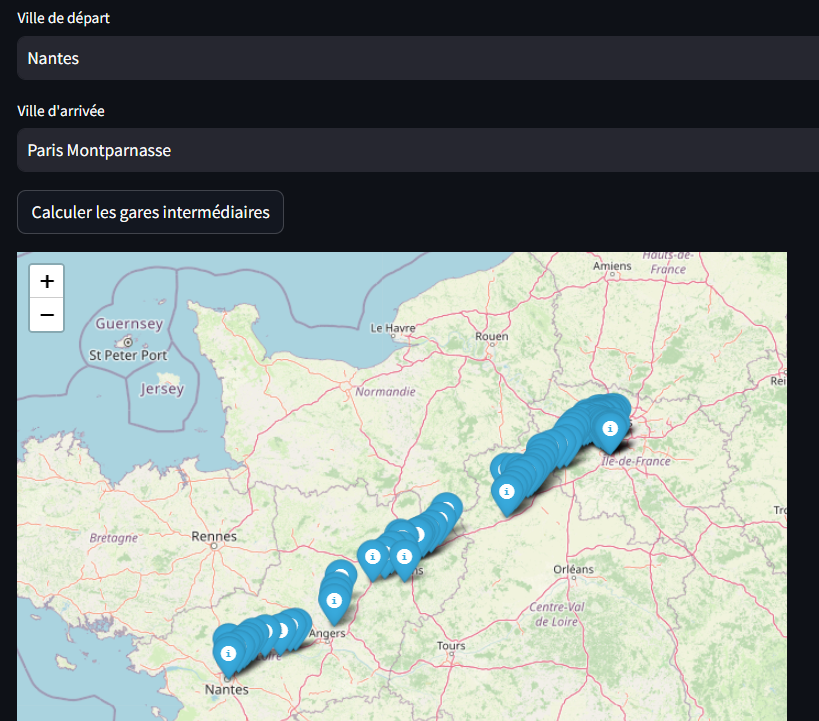 Ville de départ
Nantes
Ville d'arrivée
Paris Montparnasse
Calculer les gares intermédiaires
+
−
Hauts-de-
France
Amiens
Guernsey
St Peter Port
Le Havre
Rouen
Jersey
Normandie
Île-de-France
Bretagne
Rennes
Orléans
Centre-Val
de Loire
Angers
Tours
Nantes